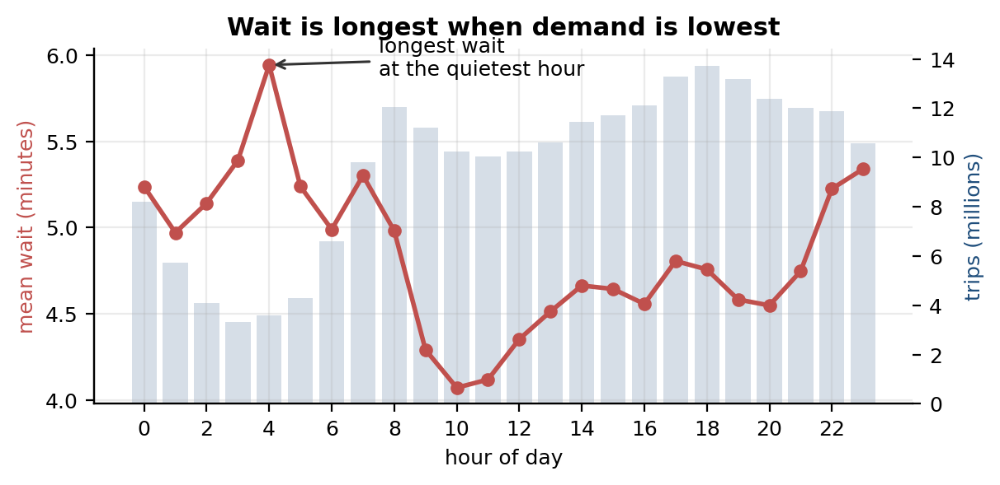 Wait is longest when demand is lowest
longest wait
at the quietest hour
mean wait (minutes)
6.0
5.5
5.0
4.5
4.0
14
12
10
8
6
4
2
0
trips (millions)
0 2 4 6 8 10 12 14 16 18 20 22
hour of day